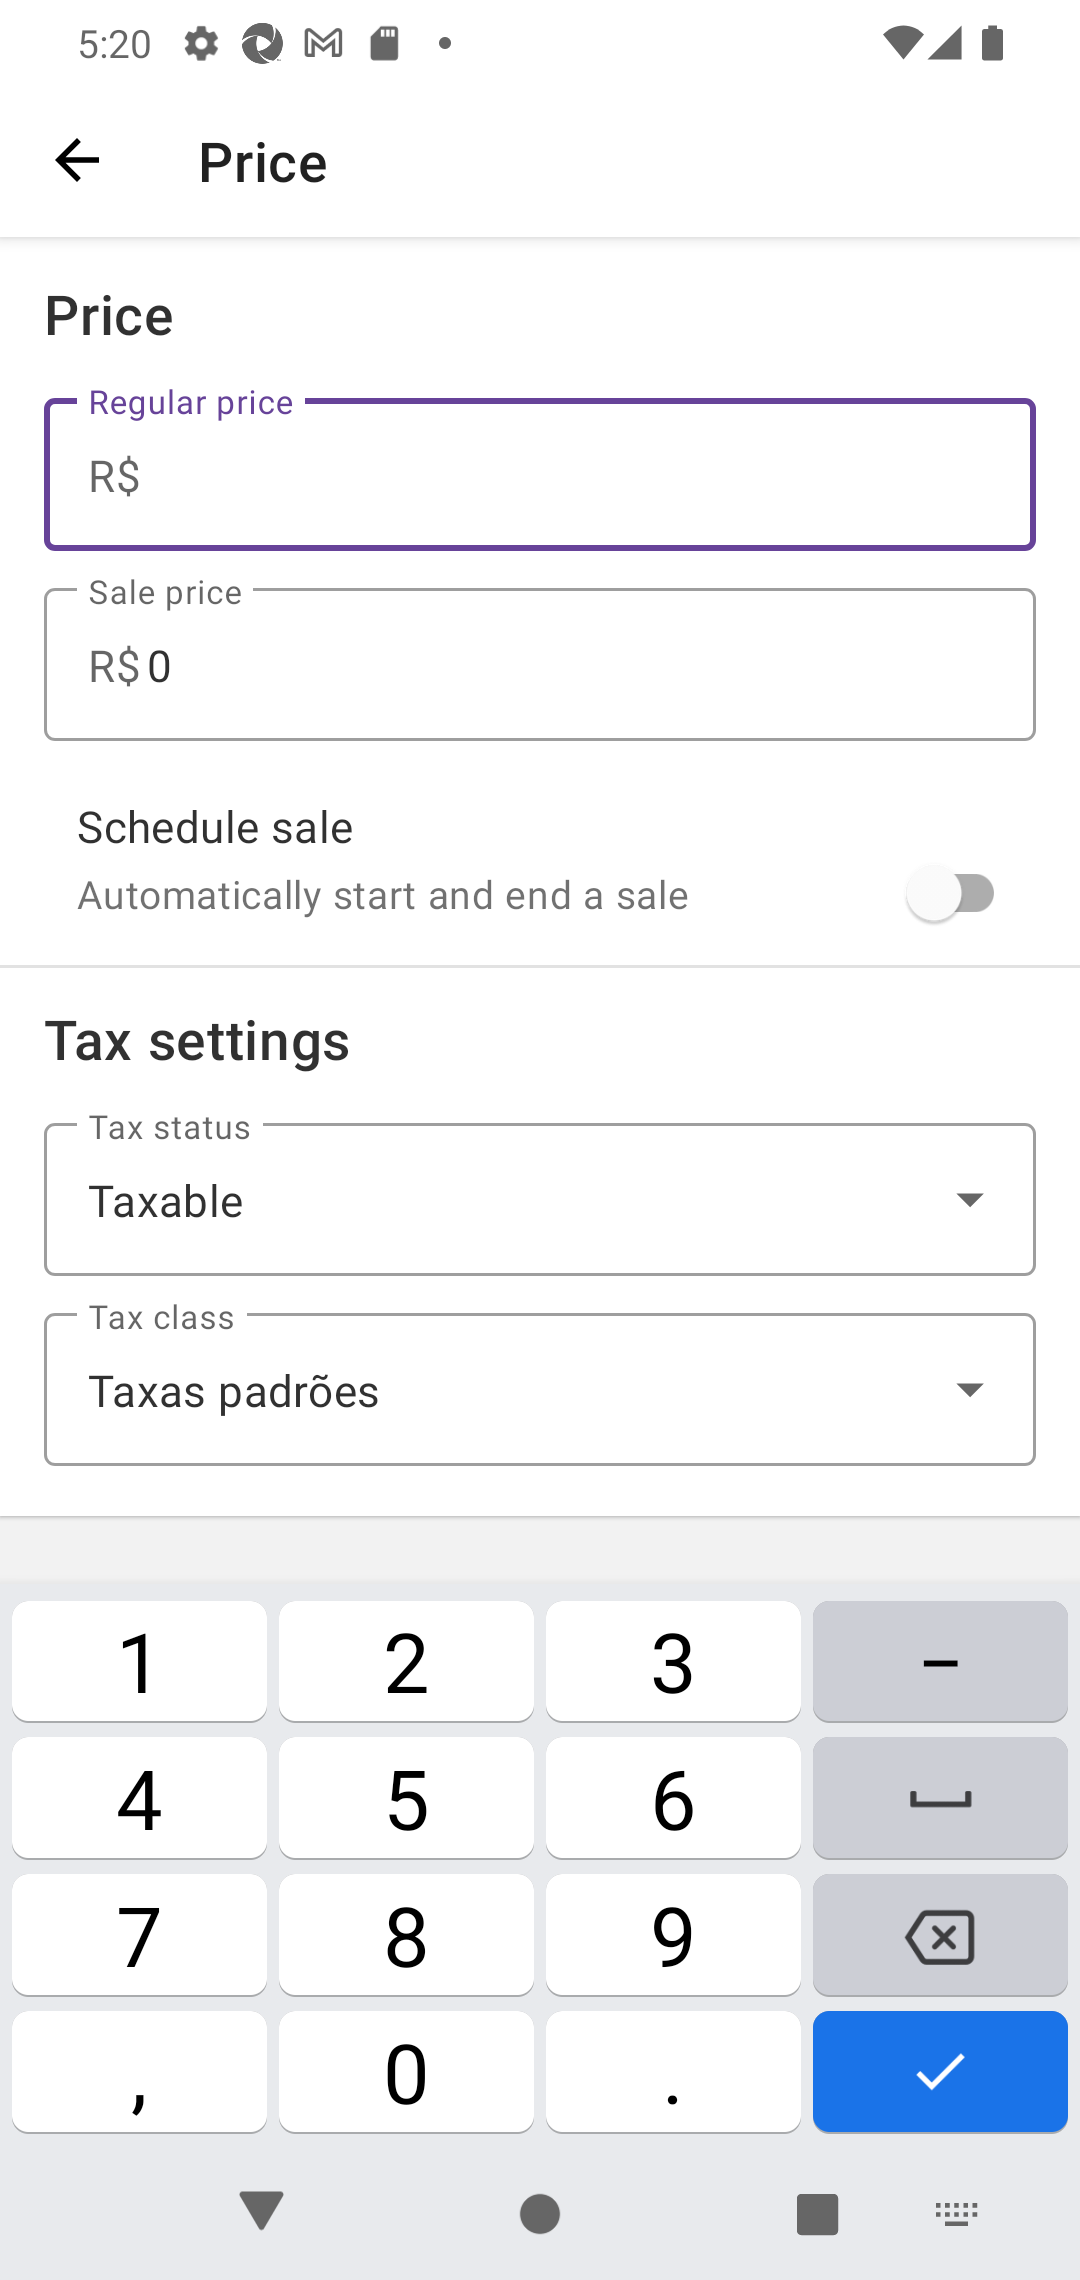 5:20
Price
Price
Regular price
R$
Sale price
R$ 0
Schedule sale
Automatically start and end a sale
Tax settings
Tax status
Taxable
Tax class
Taxas padrões
1 2 3 –
4 5 6
7 8 9
, 0 .